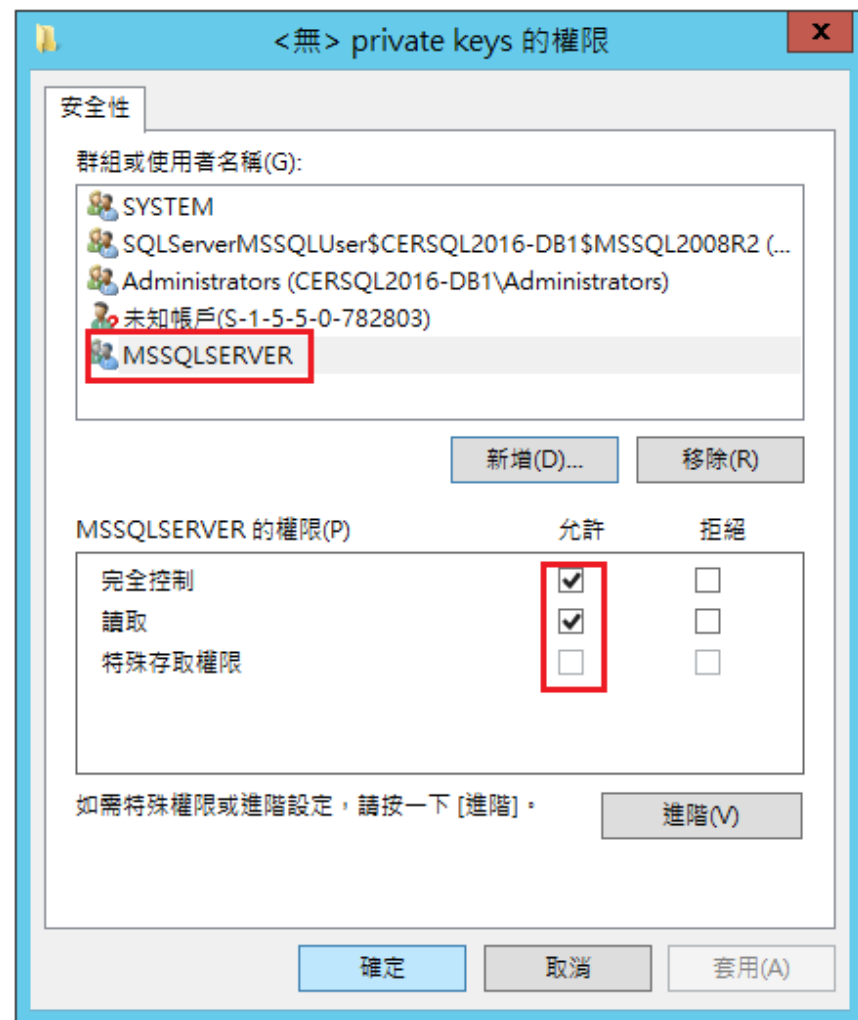 <無> private keys 的權限
x
安全性
群組或使用者名稱(G):
SYSTEM
SQLServerMSSQLUser$CERSQL2016-DB1$MSSQL2008R2 (...
Administrators (CERSQL2016-DB1\Administrators)
未知帳戶(S-1-5-5-0-782803)
MSSQLSERVER
新增(D)... 移除(R)
MSSQLSERVER 的權限(P) 允許 拒絕
完全控制
讀取
特殊存取權限
如需特殊權限或進階設定，請按一下 [進階]。 進階(V)
確定 取消 套用(A)